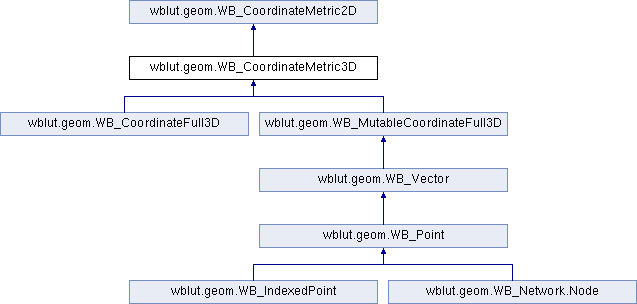 wblut.geom.WB_CoordinateMetric2D
wblut.geom.WB_CoordinateMetric3D
wblut.geom.WB_CoordinateFull3D
wblut.geom.WB_MutableCoordinateFull3D
wblut.geom.WB_Vector
wblut.geom.WB_Point
wblut.geom.WB_IndexedPoint
wblut.geom.WB_Network.Node